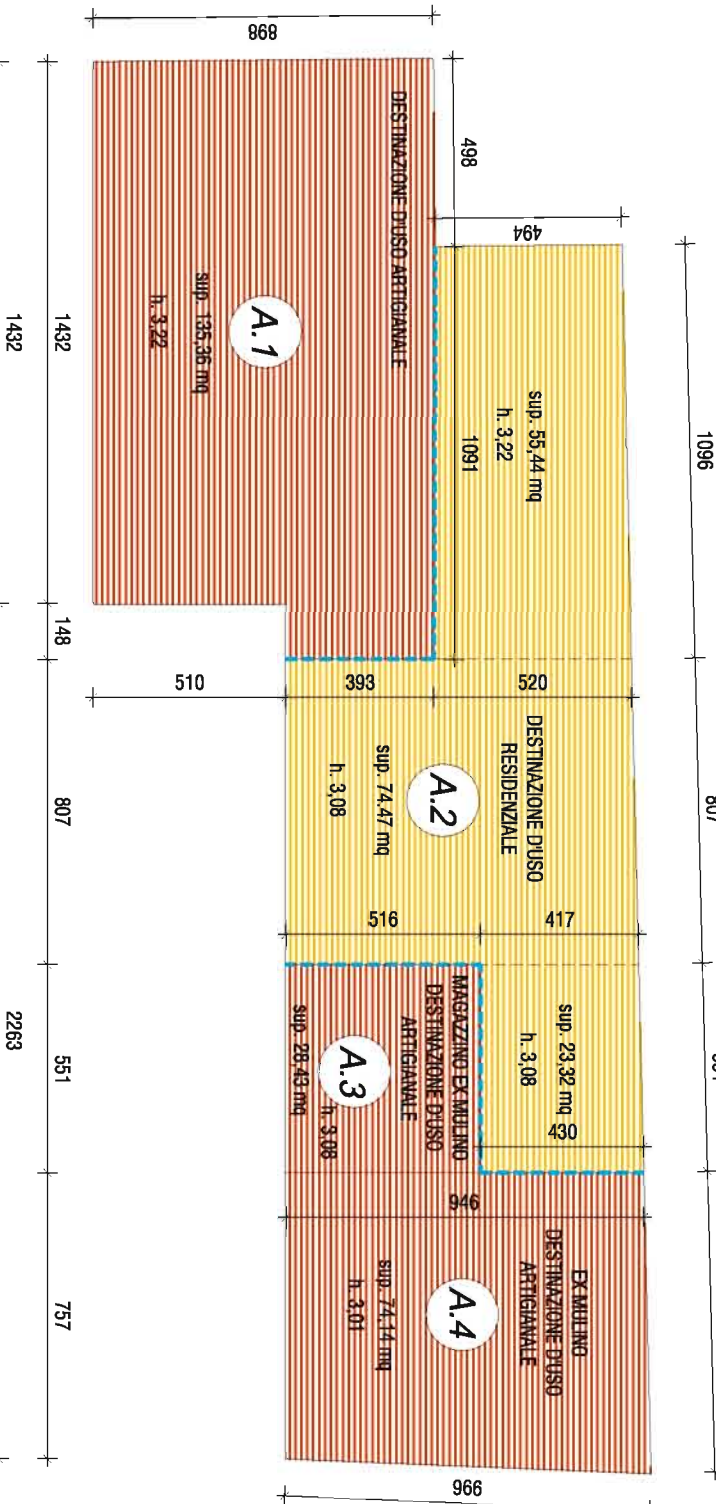 1096
807
494
520
417
430
966
sup. 55,44 mq
h. 3,22
DESTINAZIONE D'USO
RESIDENZIALE
A.2
sup. 74.47 mq
h. 3,08
sup. 23,32 mq
h. 3,08
EX MULINO
DESTINAZIONE D'USO
ARTIGIANALE
A.4
sup. 74,14 mq
h. 3,01
498
1091
946
898
DESTINAZIONE D'USO ARTIGIANALE
A.1
sup. 135,36 mq
h. 3,22
393
516
MAGAZZINO EX MULINO
DESTINAZIONE D'USO
ARTIGIANALE
A.3
h. 3.08
sup. 28,43 mq
510
1432
148
807
551
757
1432
2263